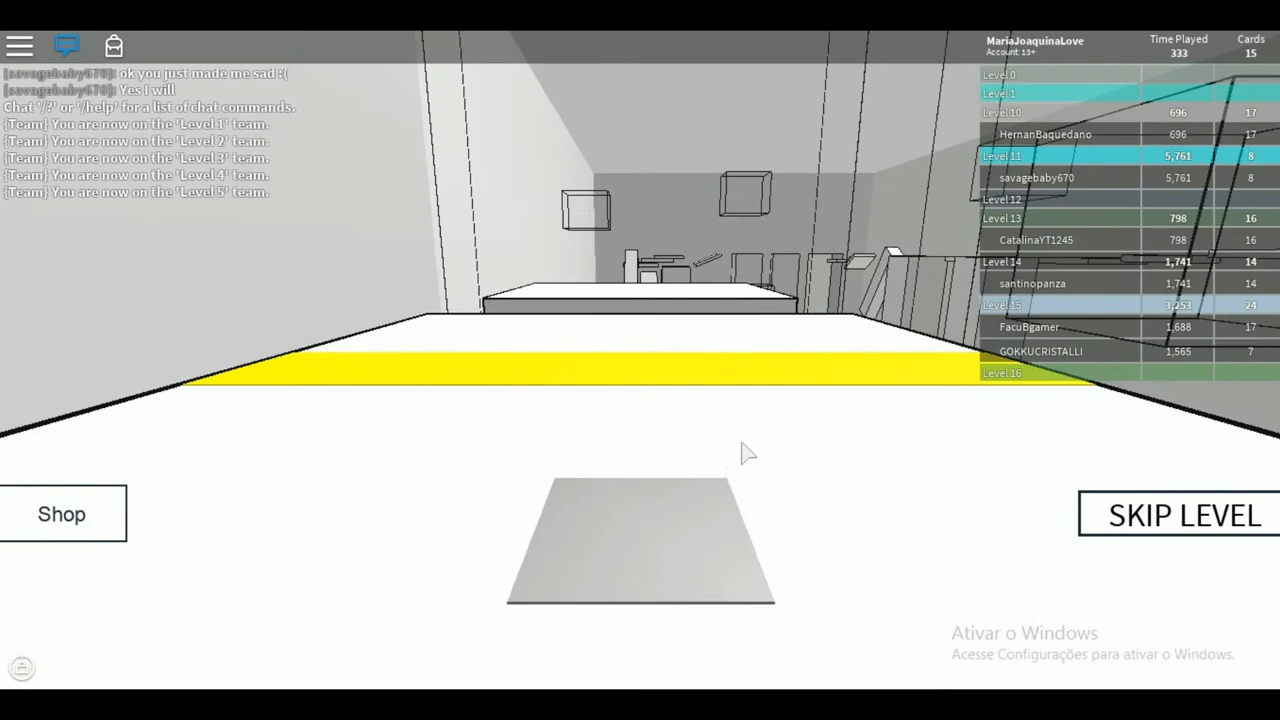 MariaJoaquinaLove
Account: 13+
Time Played
333
Cards
15
[savagebaby670]: ok you just made me sad !:(
[savagebaby670]: Yes I will
Chat '/?' or '/help' for a list of chat commands.
{Team} You are now on the 'Level 1' team.
{Team} You are now on the 'Level 2' team.
{Team} You are now on the 'Level 3' team.
{Team} You are now on the 'Level 4' team.
{Team} You are now on the 'Level 5' team.
Level 0
Level 1
Level 10 696 17
HernanBaquedano 696 17
Level 11 5,761 8
savagebaby670 5,761 8
Level 12
Level 13 798 16
CatalinaYT1245 798 16
Level 14 1,741 14
santinopanza 1,741 14
Level 15 3,253 24
FacuBgamer 1,688 17
GOKKUCRISTALLI 1,565 7
Level 16
Shop
SKIP LEVEL
Ativar o Windows
Acesse Configurações para ativar o Windows.